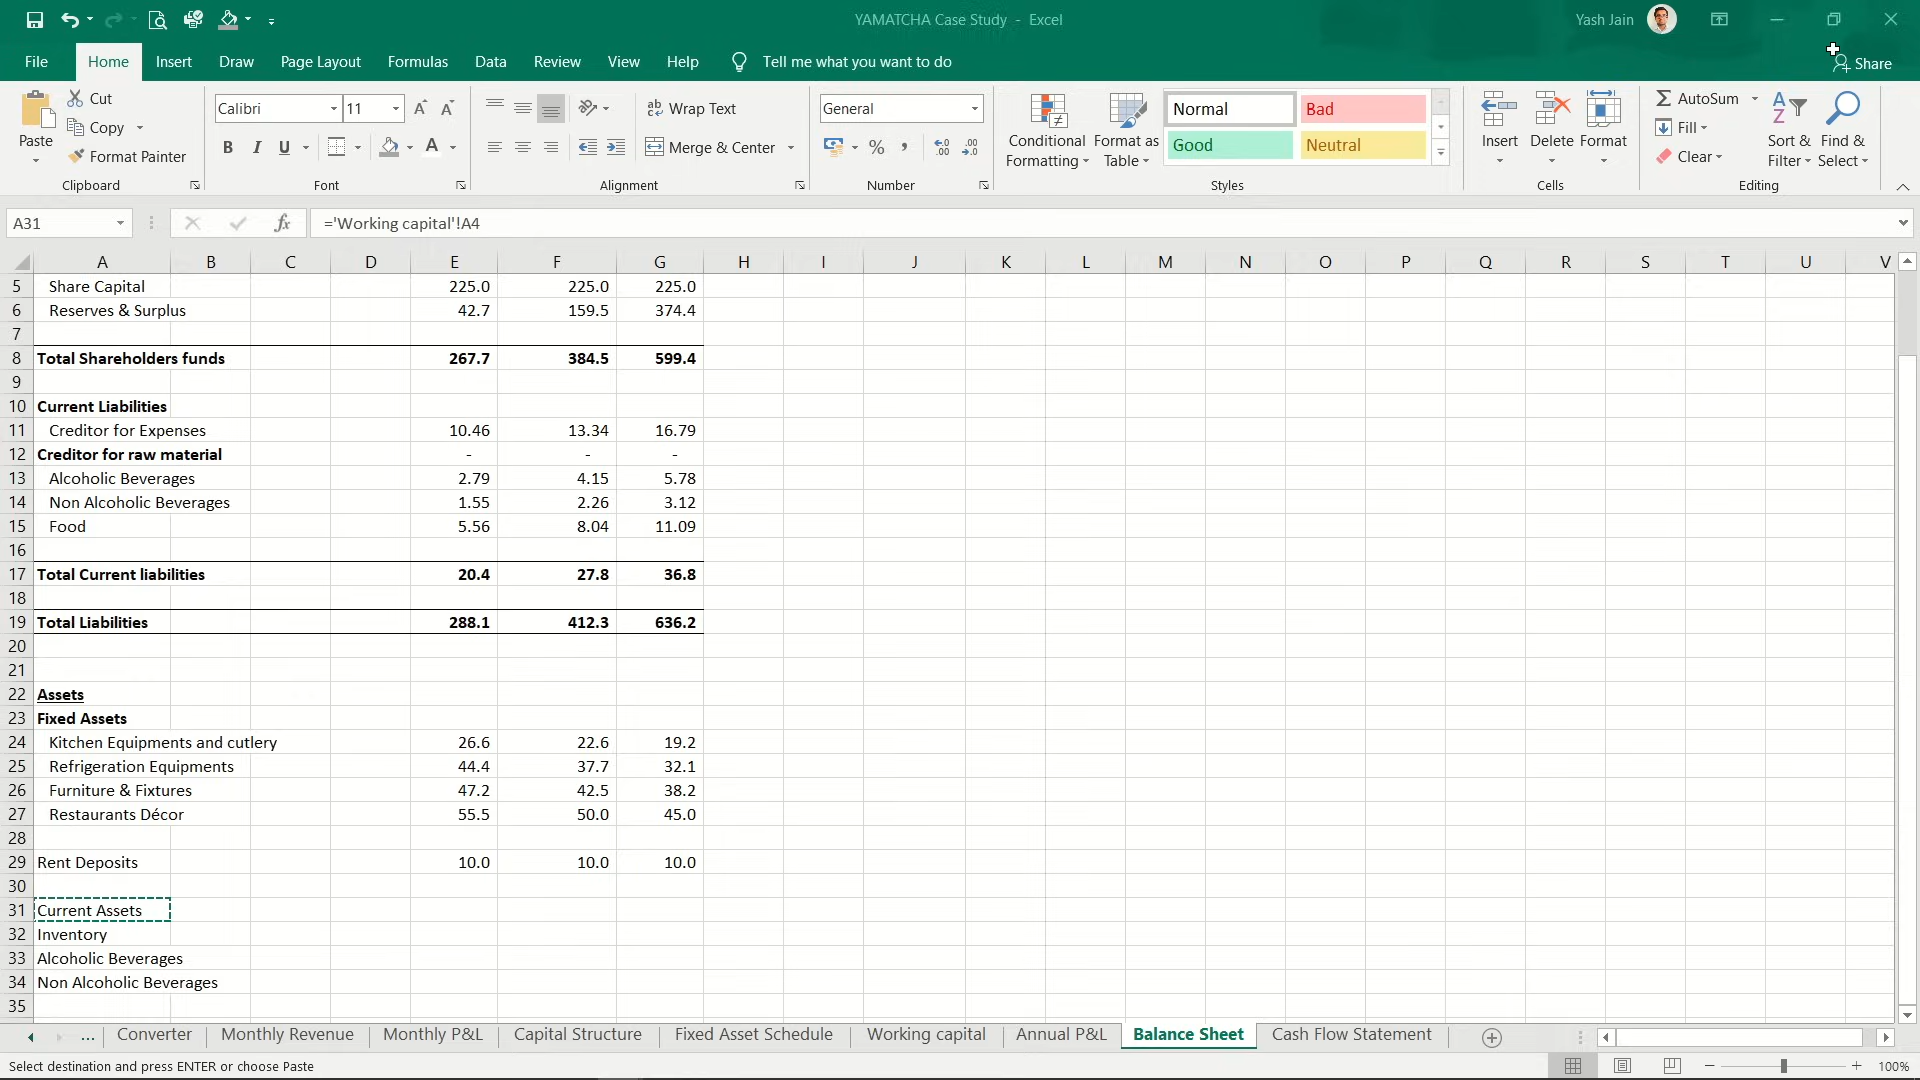 YAMATCHA Case Study - Excel
Yash Jain
File Home Insert Draw Page Layout Formulas Data Review View Help Tell me what you want to do
Share
Paste
Cut
Copy
Format Painter
Clipboard
Calibri 11
B I U
Font
Wrap Text
Merge & Center
Alignment
General
%
Number
Conditional Formatting
Format as Table
Normal Bad
Good Neutral
Styles
Insert Delete Format
Cells
AutoSum
Fill
Clear
Sort & Filter
Find & Select
Editing
A31 fx ='Working capital'!A4
A B C D E F G H I J K L M N O P Q R S T U V
5 Share Capital 225.0 225.0 225.0
6 Reserves & Surplus 42.7 159.5 374.4
7
8 Total Shareholders funds 267.7 384.5 599.4
9
10 Current Liabilities
11 Creditor for Expenses 10.46 13.34 16.79
12 Creditor for raw material - - -
13 Alcoholic Beverages 2.79 4.15 5.78
14 Non Alcoholic Beverages 1.55 2.26 3.12
15 Food 5.56 8.04 11.09
16
17 Total Current liabilities 20.4 27.8 36.8
18
19 Total Liabilities 288.1 412.3 636.2
20
21
22 Assets
23 Fixed Assets
24 Kitchen Equipments and cutlery 26.6 22.6 19.2
25 Refrigeration Equipments 44.4 37.7 32.1
26 Furniture & Fixtures 47.2 42.5 38.2
27 Restaurants Décor 55.5 50.0 45.0
28
29 Rent Deposits 10.0 10.0 10.0
30
31 Current Assets
32 Inventory
33 Alcoholic Beverages
34 Non Alcoholic Beverages
35
... Converter Monthly Revenue Monthly P&L Capital Structure Fixed Asset Schedule Working capital Annual P&L Balance Sheet Cash Flow Statement
Select destination and press ENTER or choose Paste
100%